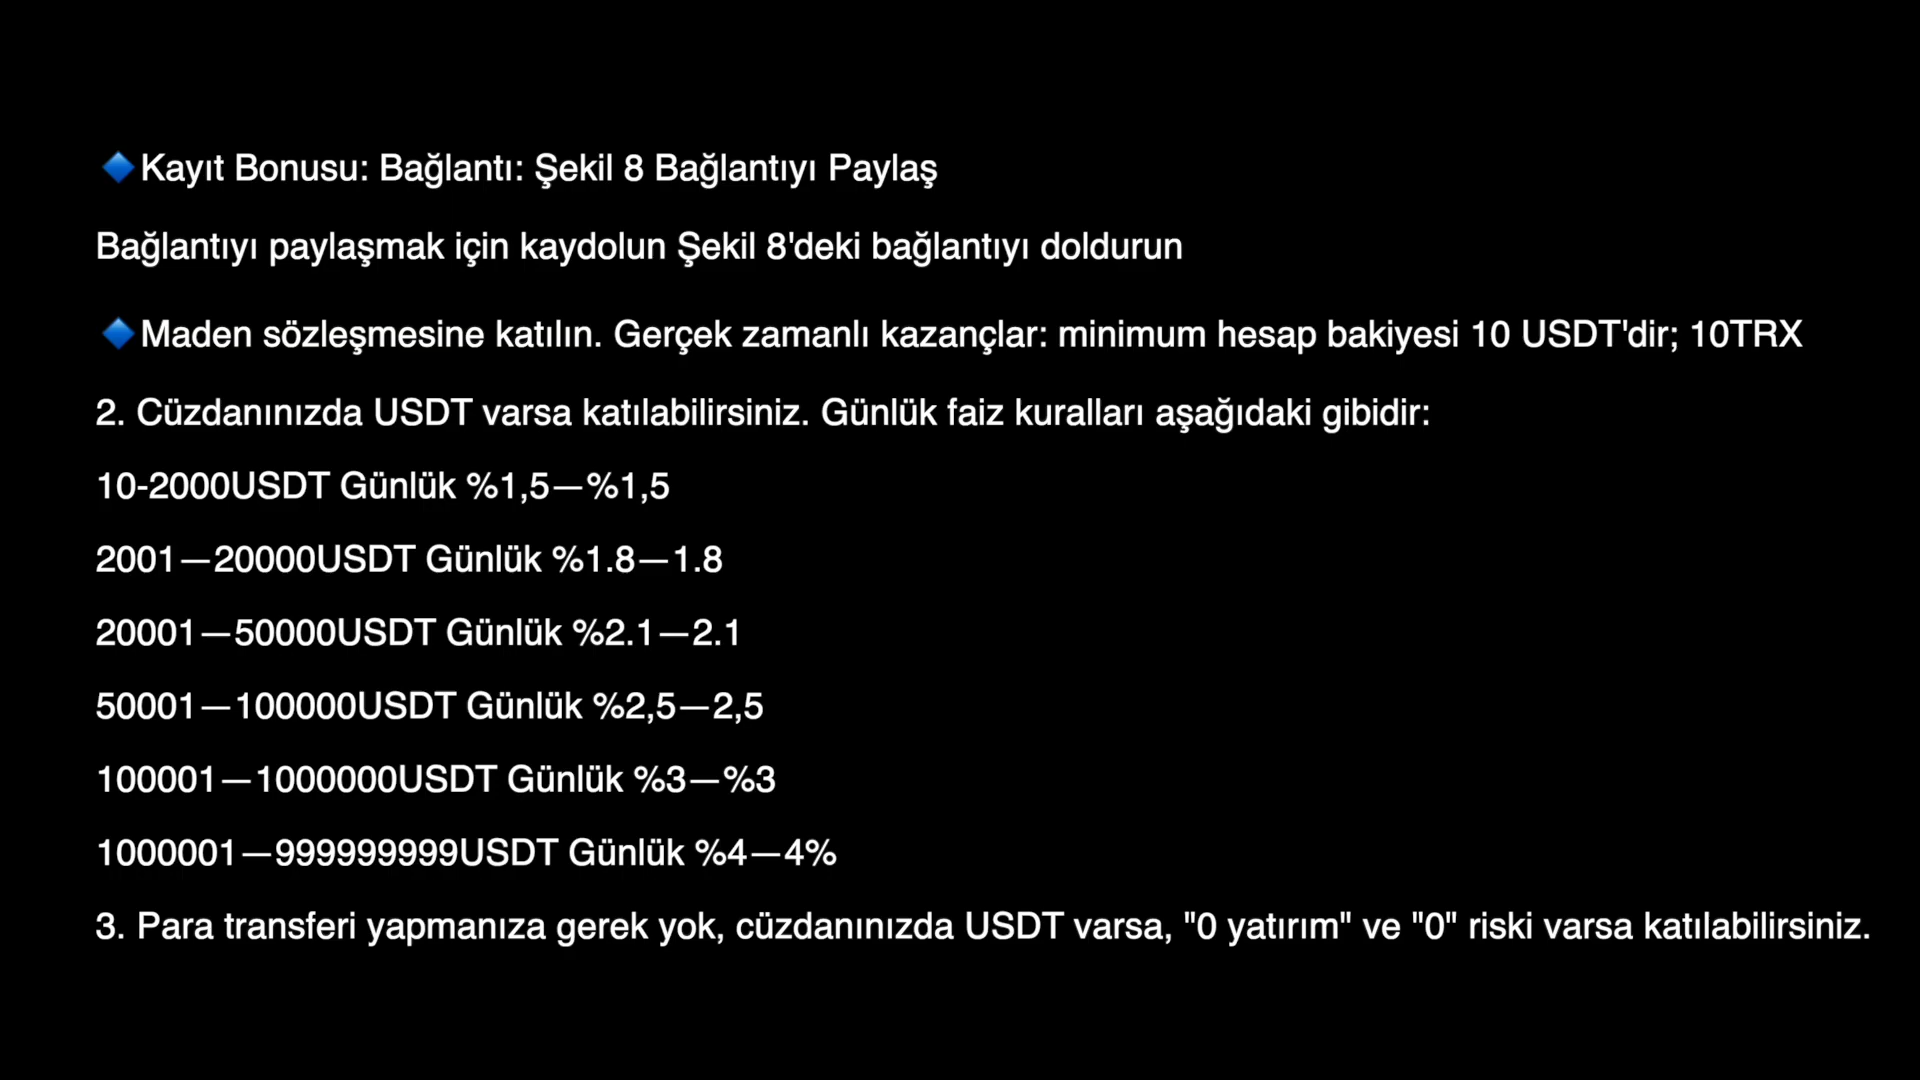 🔷Kayıt Bonusu: Bağlantı: Şekil 8 Bağlantıyı Paylaş
Bağlantıyı paylaşmak için kaydolun Şekil 8'deki bağlantıyı doldurun
🔷Maden sözleşmesine katılın. Gerçek zamanlı kazançlar: minimum hesap bakiyesi 10 USDT'dir; 10TRX
2. Cüzdanınızda USDT varsa katılabilirsiniz. Günlük faiz kuralları aşağıdaki gibidir:
10-2000USDT Günlük %1,5—%1,5
2001—20000USDT Günlük %1.8—1.8
20001—50000USDT Günlük %2.1—2.1
50001—100000USDT Günlük %2,5—2,5
100001—1000000USDT Günlük %3—%3
1000001—999999999USDT Günlük %4—4%
3. Para transferi yapmanıza gerek yok, cüzdanınızda USDT varsa, "0 yatırım" ve "0" riski varsa katılabilirsiniz.